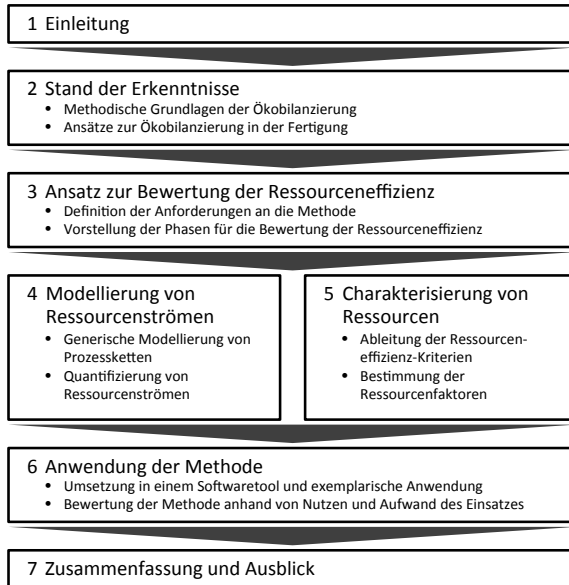 1 Einleitung
2 Stand der Erkenntnisse
• Methodische Grundlagen der Ökobilanzierung
• Ansätze zur Ökobilanzierung in der Fertigung
3 Ansatz zur Bewertung der Ressourceneffizienz
• Definition der Anforderungen an die Methode
• Vorstellung der Phasen für die Bewertung der Ressourceneffizienz
4 Modellierung von
Ressourcenströmen
• Generische Modellierung von
Prozessketten
• Quantifizierung von
Ressourcenströmen
5 Charakterisierung von
Ressourcen
• Ableitung der Ressourcen-
effizienz-Kriterien
• Bestimmung der
Ressourcenfaktoren
6 Anwendung der Methode
• Umsetzung in einem Softwaretool und exemplarische Anwendung
• Bewertung der Methode anhand von Nutzen und Aufwand des Einsatzes
7 Zusammenfassung und Ausblick